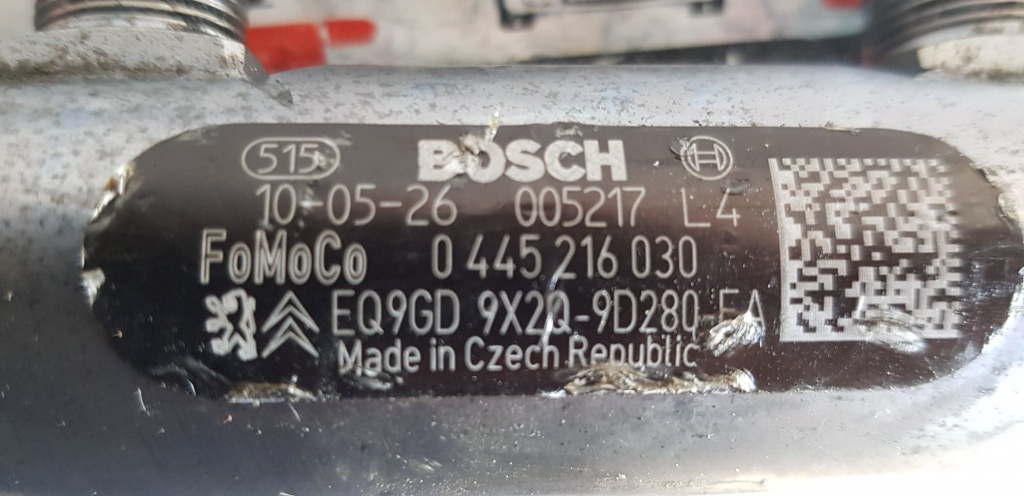 515 BOSCH
10-05-26 005217 L4
FoMoCo 0 445 216 030
EQ9GD 9X2Q-9D280-EA
Made in Czech Republic